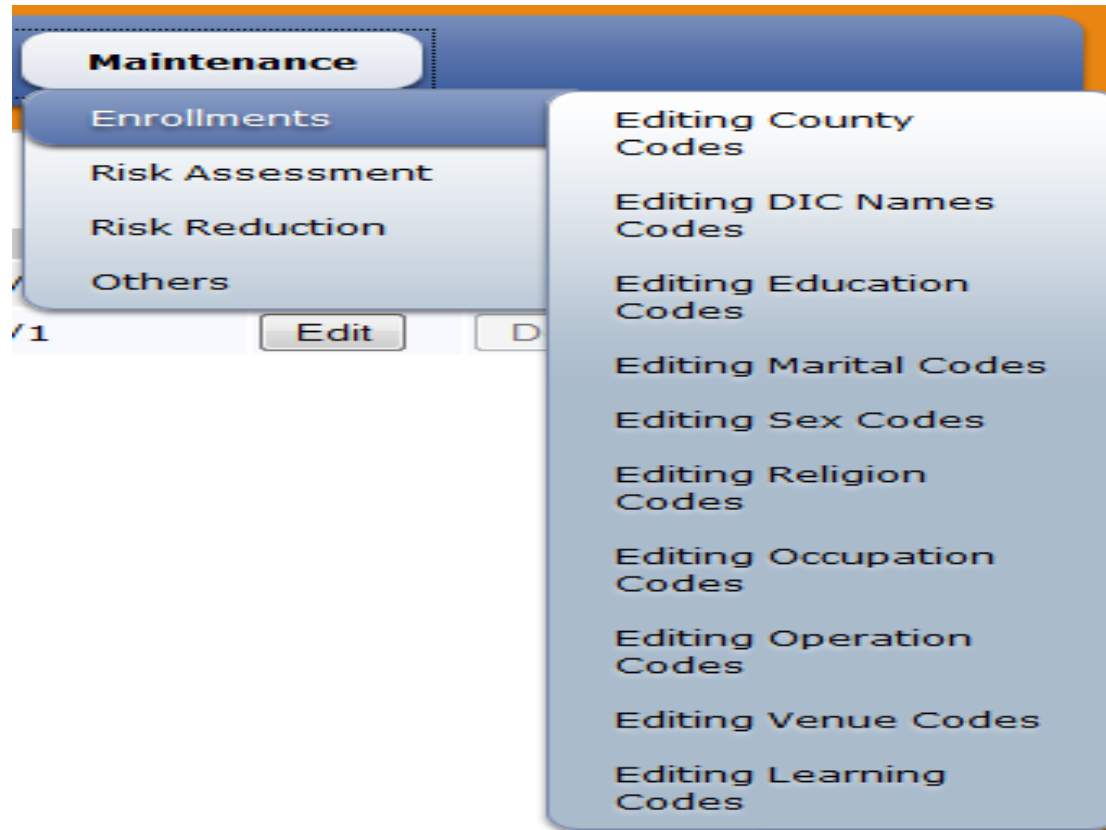 Maintenance
Enrollments
Risk Assessment
Risk Reduction
Others
/1
Edit
D
Editing County
Codes
Editing DIC Names
Codes
Editing Education
Codes
Editing Marital Codes
Editing Sex Codes
Editing Religion
Codes
Editing Occupation
Codes
Editing Operation
Codes
Editing Venue Codes
Editing Learning
Codes